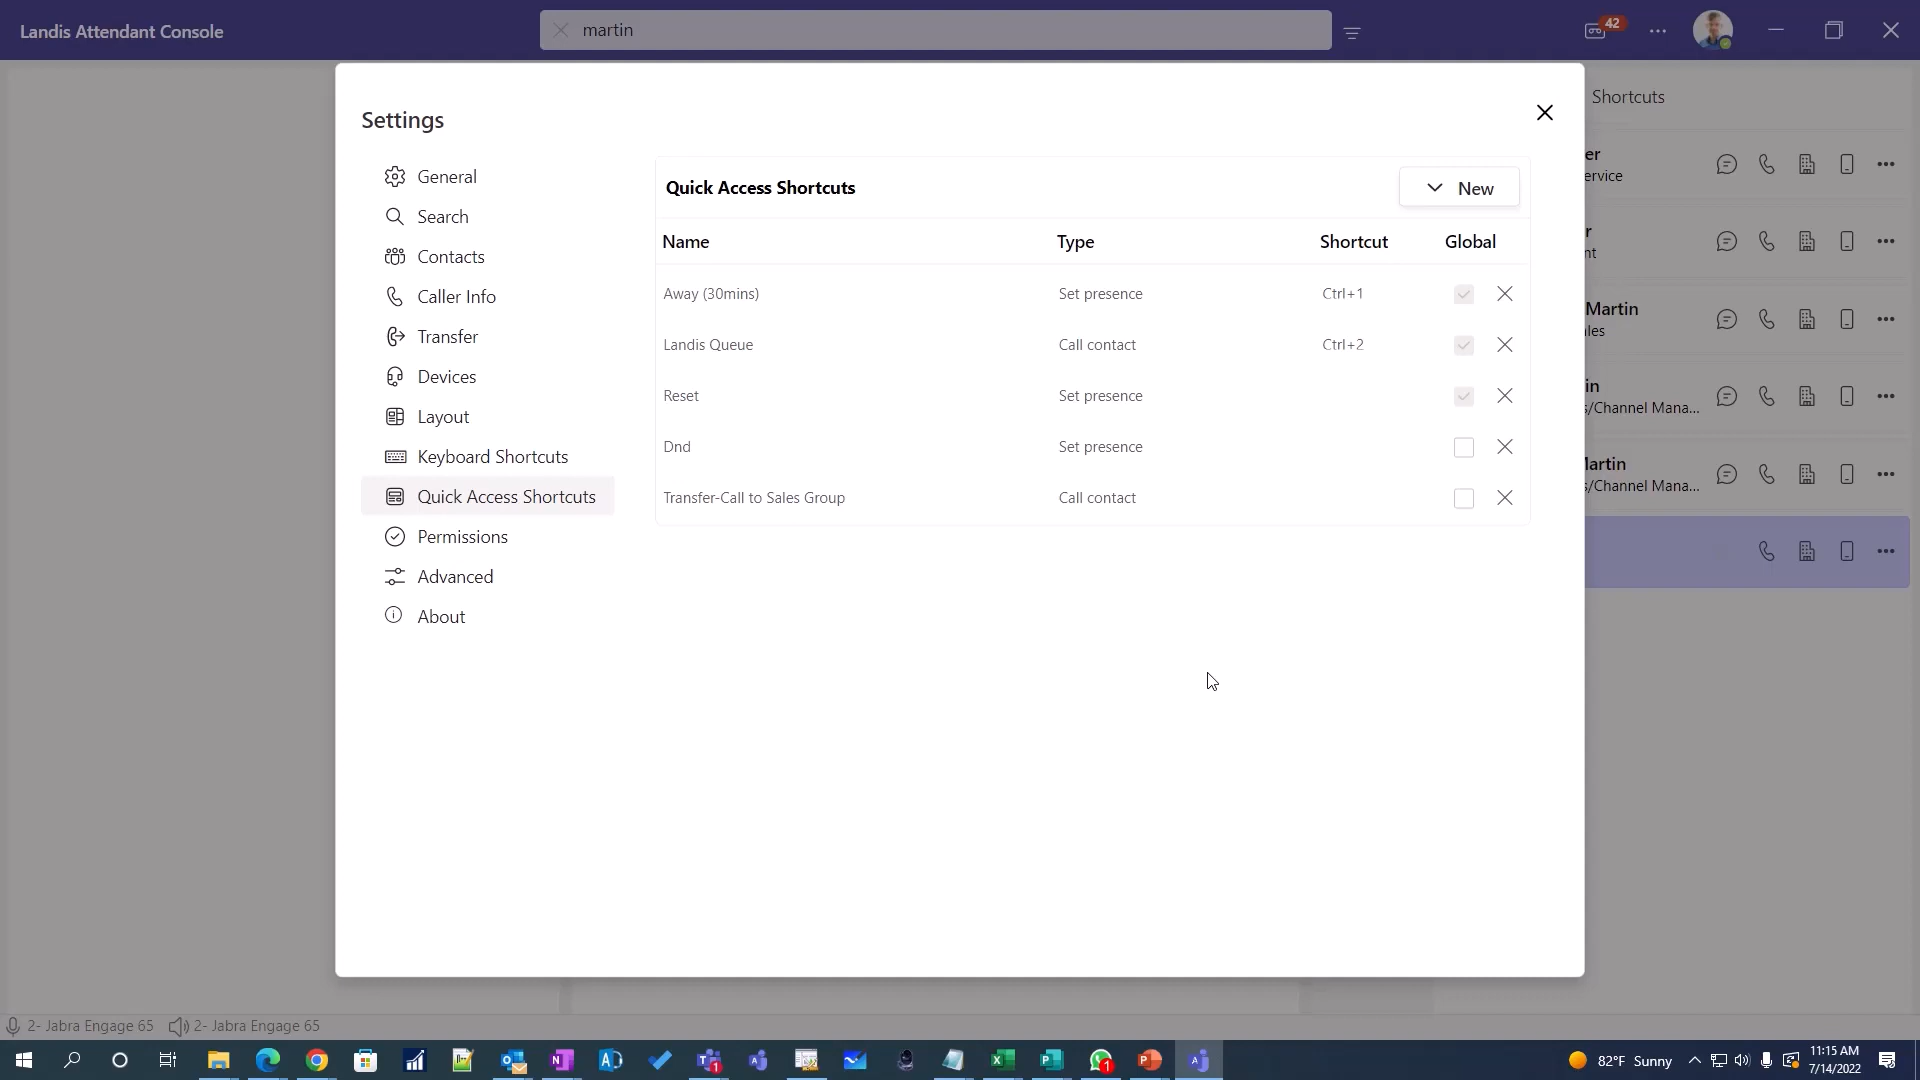 Landis Attendant Console
martin
42
Settings
General
Search
Contacts
Caller Info
Transfer
Devices
Layout
Keyboard Shortcuts
Quick Access Shortcuts
Permissions
Advanced
About
Quick Access Shortcuts
New
Name Type Shortcut Global
Away (30mins) Set presence Ctrl+1
Landis Queue Call contact Ctrl+2
Reset Set presence
Dnd Set presence
Transfer-Call to Sales Group Call contact
Shortcuts
er
ervice
r
nt
Martin
les
in
s/Channel Mana...
Martin
s/Channel Mana...
2- Jabra Engage 65 2- Jabra Engage 65
82°F Sunny
11:15 AM
7/14/2022